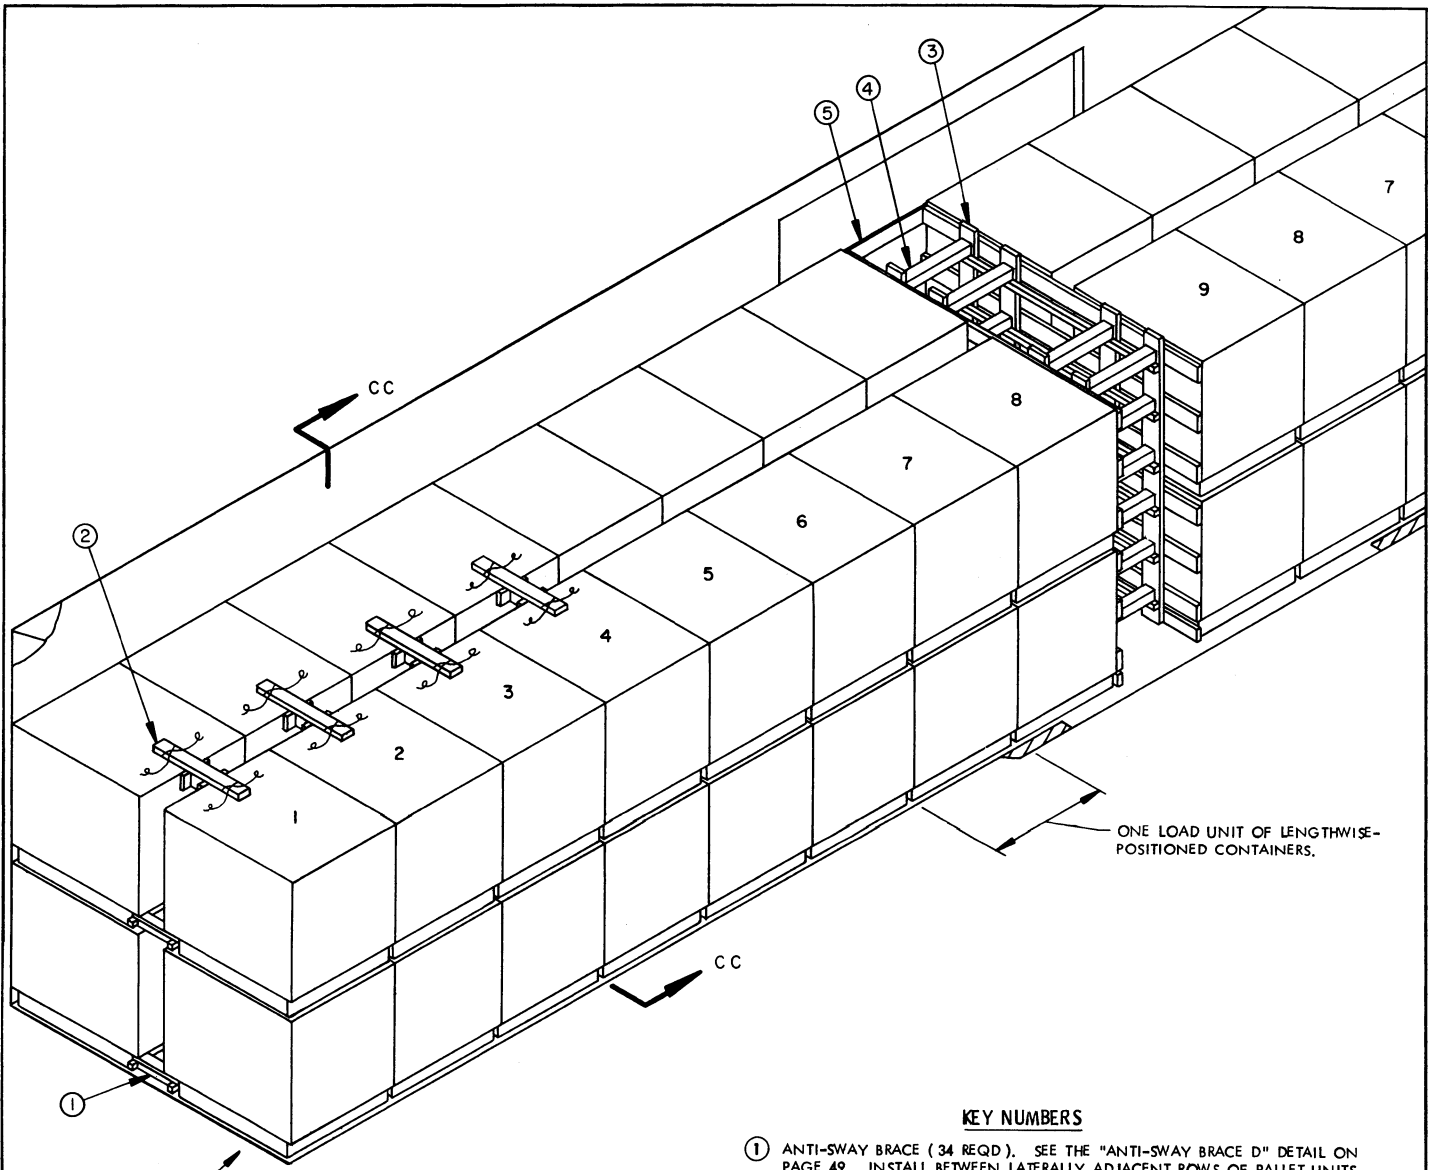 3
4
5
7
8
9
CC
8
7
2
6
5
4
3
2
1
ONE LOAD UNIT OF LENGTHWISE-
POSITIONED CONTAINERS.
CC
1
KEY NUMBERS
1 ANTI-SWAY BRACE (34 REQD). SEE THE "ANTI-SWAY BRACE D" DETAIL ON
PAGE 49. INSTALL BETWEEN LATERALLY ADJACENT ROWS OF PALLET UNITS